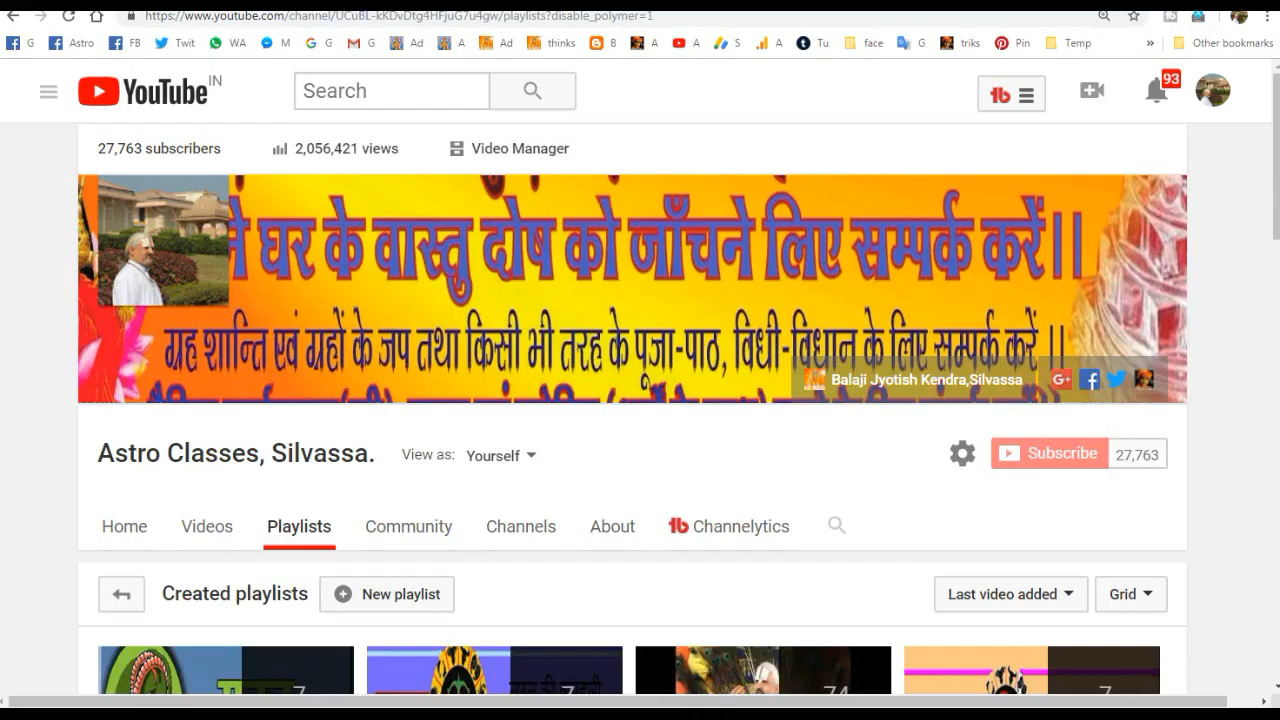 https://www.youtube.com/channel/UCuBL-kKDvDtg4HFjuG7u4gw/playlists?disable_polymer=1
G Astro FB Twit WA M G G Ad A Ad thinks B A A S A Tu face G triks Pin Temp » Other bookmarks
YouTube IN
Search
93
27,763 subscribers 2,056,421 views Video Manager
ने घर के वास्तु दोष को जाँचने लिए सम्पर्क करें।।
ग्रह शान्ति एवं ग्रहों के जप तथा किसी भी तरह के पूजा-पाठ, विधी-विधान के लिए सम्पर्क करें ।।
Balaji Jyotish Kendra,Silvassa
Astro Classes, Silvassa. View as: Yourself
Subscribe 27,763
Home Videos Playlists Community Channels About Channelytics
Created playlists New playlist Last video added Grid
7 7 74 7